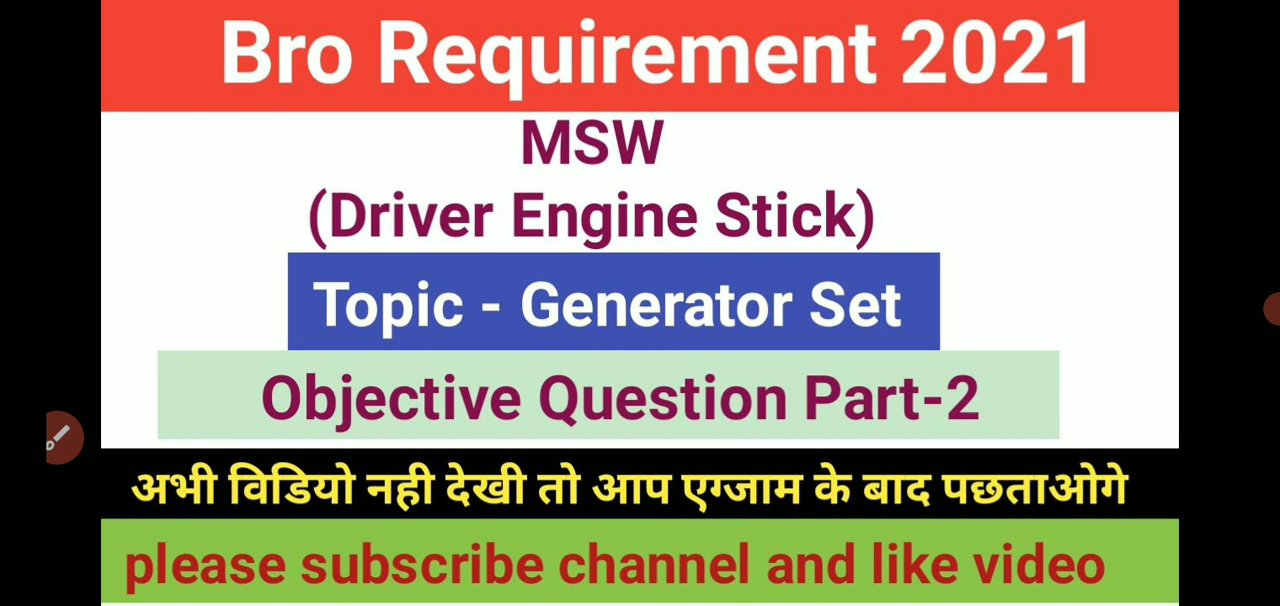 Bro Requirement 2021
MSW
(Driver Engine Stick)
Topic - Generator Set
Objective Question Part-2
अभी विडियो नही देखी तो आप एग्जाम के बाद पछताओगे
please subscribe channel and like video